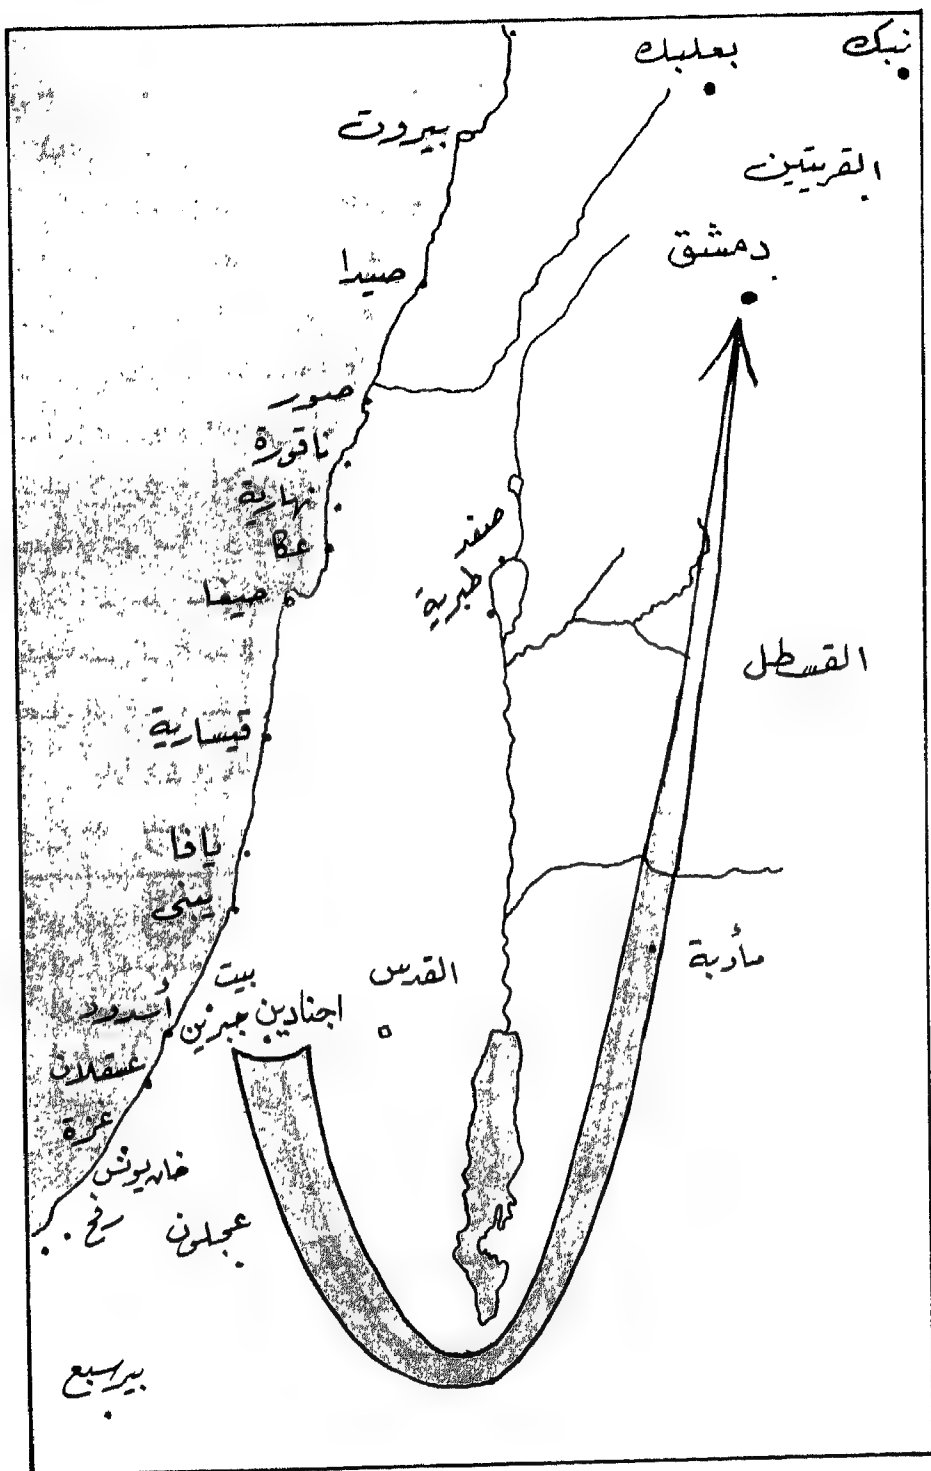 نبك
بعلبك
بيروت
القريتين
دمشق
صيدا
صور
ناقورة
نهارية
عكا
حيفا
صفد
طبرية
القسطل
قيسارية
يافا
يبنى
مأدبة
القدس
بيت
جبرين
اجنادين
أسدود
عسقلان
غزة
خان يونس
رفح
عجلون
بير سبع